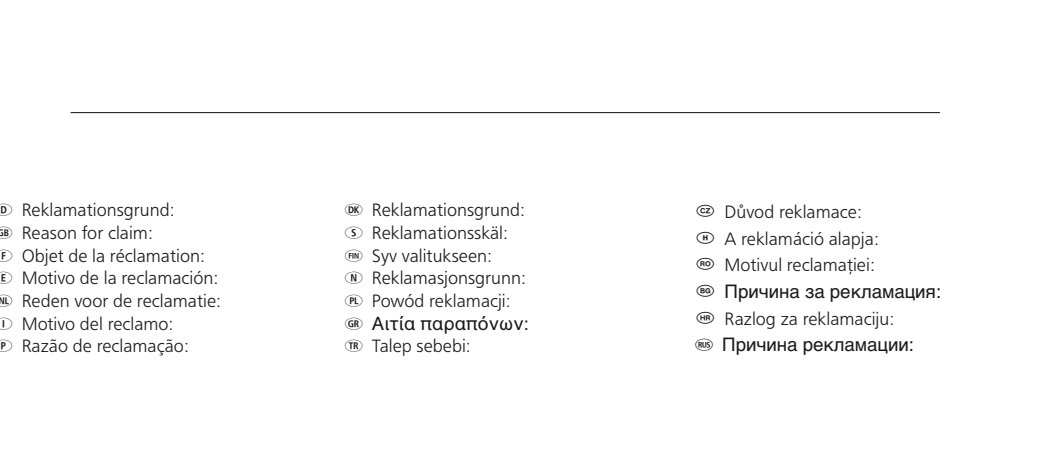 D Reklamationsgrund:
GB Reason for claim:
F Objet de la réclamation:
E Motivo de la reclamación:
NL Reden voor de reclamatie:
I Motivo del reclamo:
P Razão de reclamação:
DK Reklamationsgrund:
S Reklamationsskäl:
FIN Syv valitukseen:
N Reklamasjonsgrunn:
PL Powód reklamacji:
GR Αιτία παραπόνων:
TR Talep sebebi:
CZ Důvod reklamace:
H A reklamáció alapja:
RO Motivul reclamației:
BG Причина за рекламация:
HR Razlog za reklamaciju:
RUS Причина рекламации: